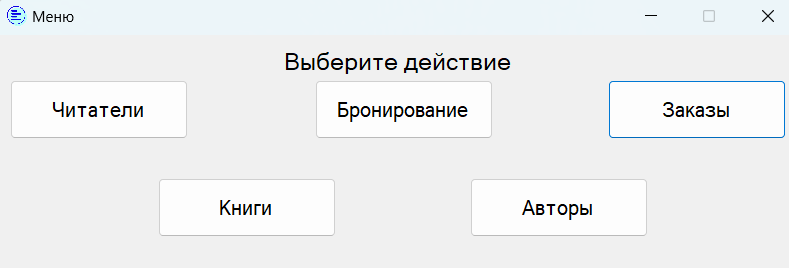 Меню
Выберите действие
Читатели Бронирование Заказы
Книги Авторы